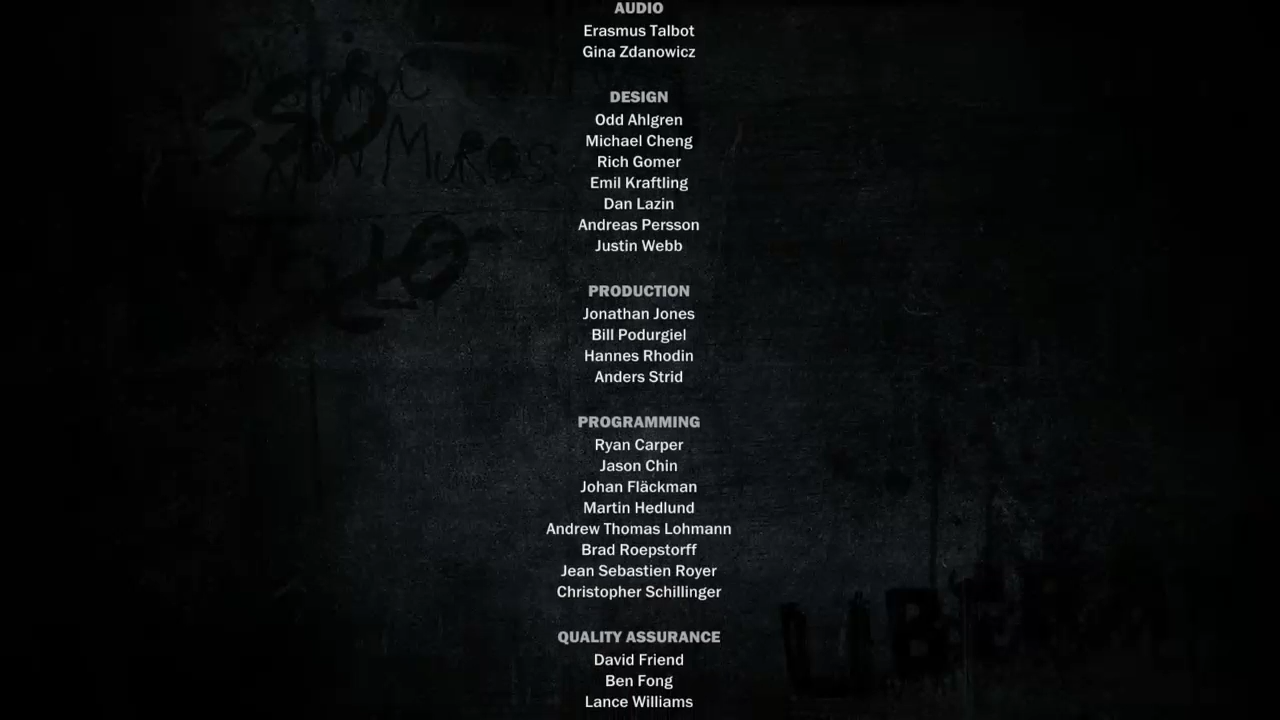 AUDIO
Erasmus Talbot
Gina Zdanowicz
DESIGN
Odd Ahlgren
Michael Cheng
Rich Gomer
Emil Kraftling
Dan Lazin
Andreas Persson
Justin Webb
PRODUCTION
Jonathan Jones
Bill Podurgiel
Hannes Rhodin
Anders Strid
PROGRAMMING
Ryan Carper
Jason Chin
Johan Fläckman
Martin Hedlund
Andrew Thomas Lohmann
Brad Roepstorff
Jean Sebastien Royer
Christopher Schillinger
QUALITY ASSURANCE
David Friend
Ben Fong
Lance Williams